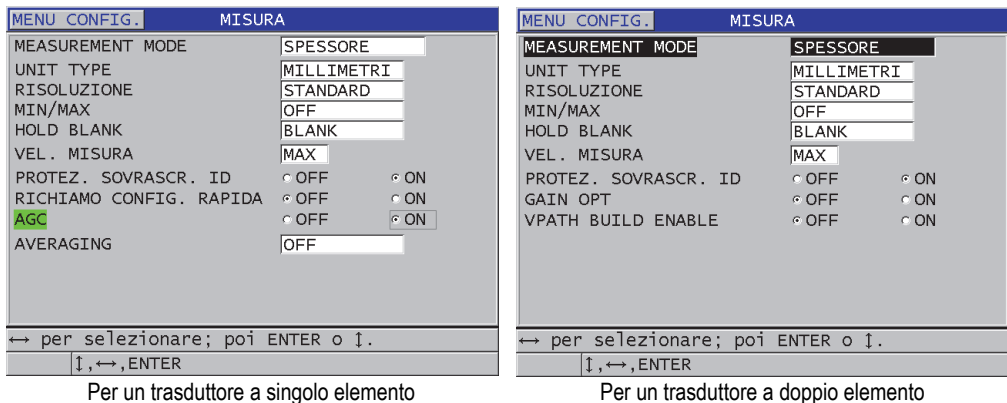 MENU CONFIG. MISURA
MEASUREMENT MODE SPESSORE
UNIT TYPE MILLIMETRI
RISOLUZIONE STANDARD
MIN/MAX OFF
HOLD BLANK BLANK
VEL. MISURA MAX
PROTEZ. SOVRASCR. ID OFF ON
RICHIAMO CONFIG. RAPIDA OFF ON
AGC OFF ON
AVERAGING OFF
↔ per selezionare; poi ENTER o ↕.
↕,↔,ENTER
Per un trasduttore a singolo elemento
MENU CONFIG. MISURA
MEASUREMENT MODE SPESSORE
UNIT TYPE MILLIMETRI
RISOLUZIONE STANDARD
MIN/MAX OFF
HOLD BLANK BLANK
VEL. MISURA MAX
PROTEZ. SOVRASCR. ID OFF ON
GAIN OPT OFF ON
VPATH BUILD ENABLE OFF ON
↔ per selezionare; poi ENTER o ↕.
↕,↔,ENTER
Per un trasduttore a doppio elemento